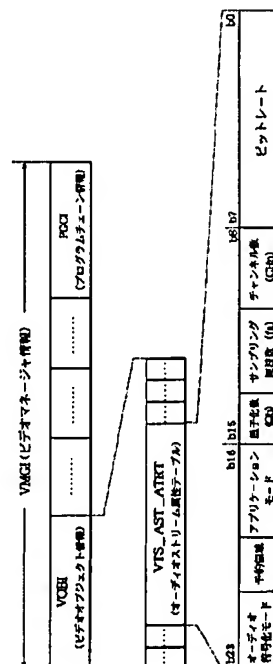 VMGI(ビデオマネージャ情報)
VOBI
(ビデオオブジェクト情報)
………
………
PGCI
(プログラムチェーン情報)
VTS_AST_ATRT
(オーディオストリーム属性テーブル)
b23
b16 b15
b8 b7
b0
オーディオ
符号化モード
予約領域
アプリケーション
モード
量子化数
(Qb)
サンプリング
周波数 (fs)
チャンネル数
(Ch)
ビットレート